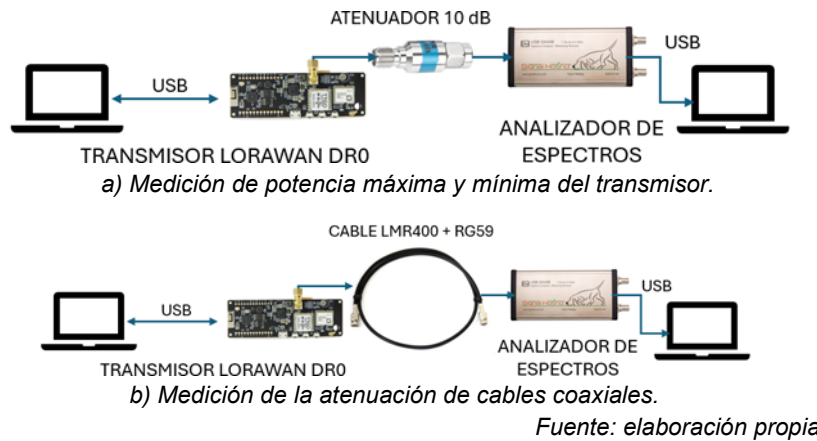 ATENUADOR 10 dB
USB
USB
TRANSMISOR LORAWAN DR0
ANALIZADOR DE
ESPECTROS
a) Medición de potencia máxima y mínima del transmisor.
CABLE LMR400 + RG59
USB
USB
TRANSMISOR LORAWAN DR0
ANALIZADOR DE
ESPECTROS
b) Medición de la atenuación de cables coaxiales.
Fuente: elaboración propia